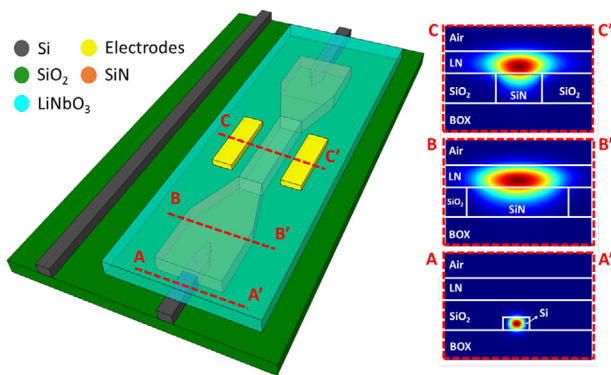 Si
Electrodes
SiO2
SiN
LiNbO3
C
C'
B
B'
A
A'
C
C'
Air
LN
SiO2
SiN
SiO2
BOX
B
B'
Air
LN
SiO2
SiN
BOX
A
A'
Air
LN
SiO2
Si
BOX